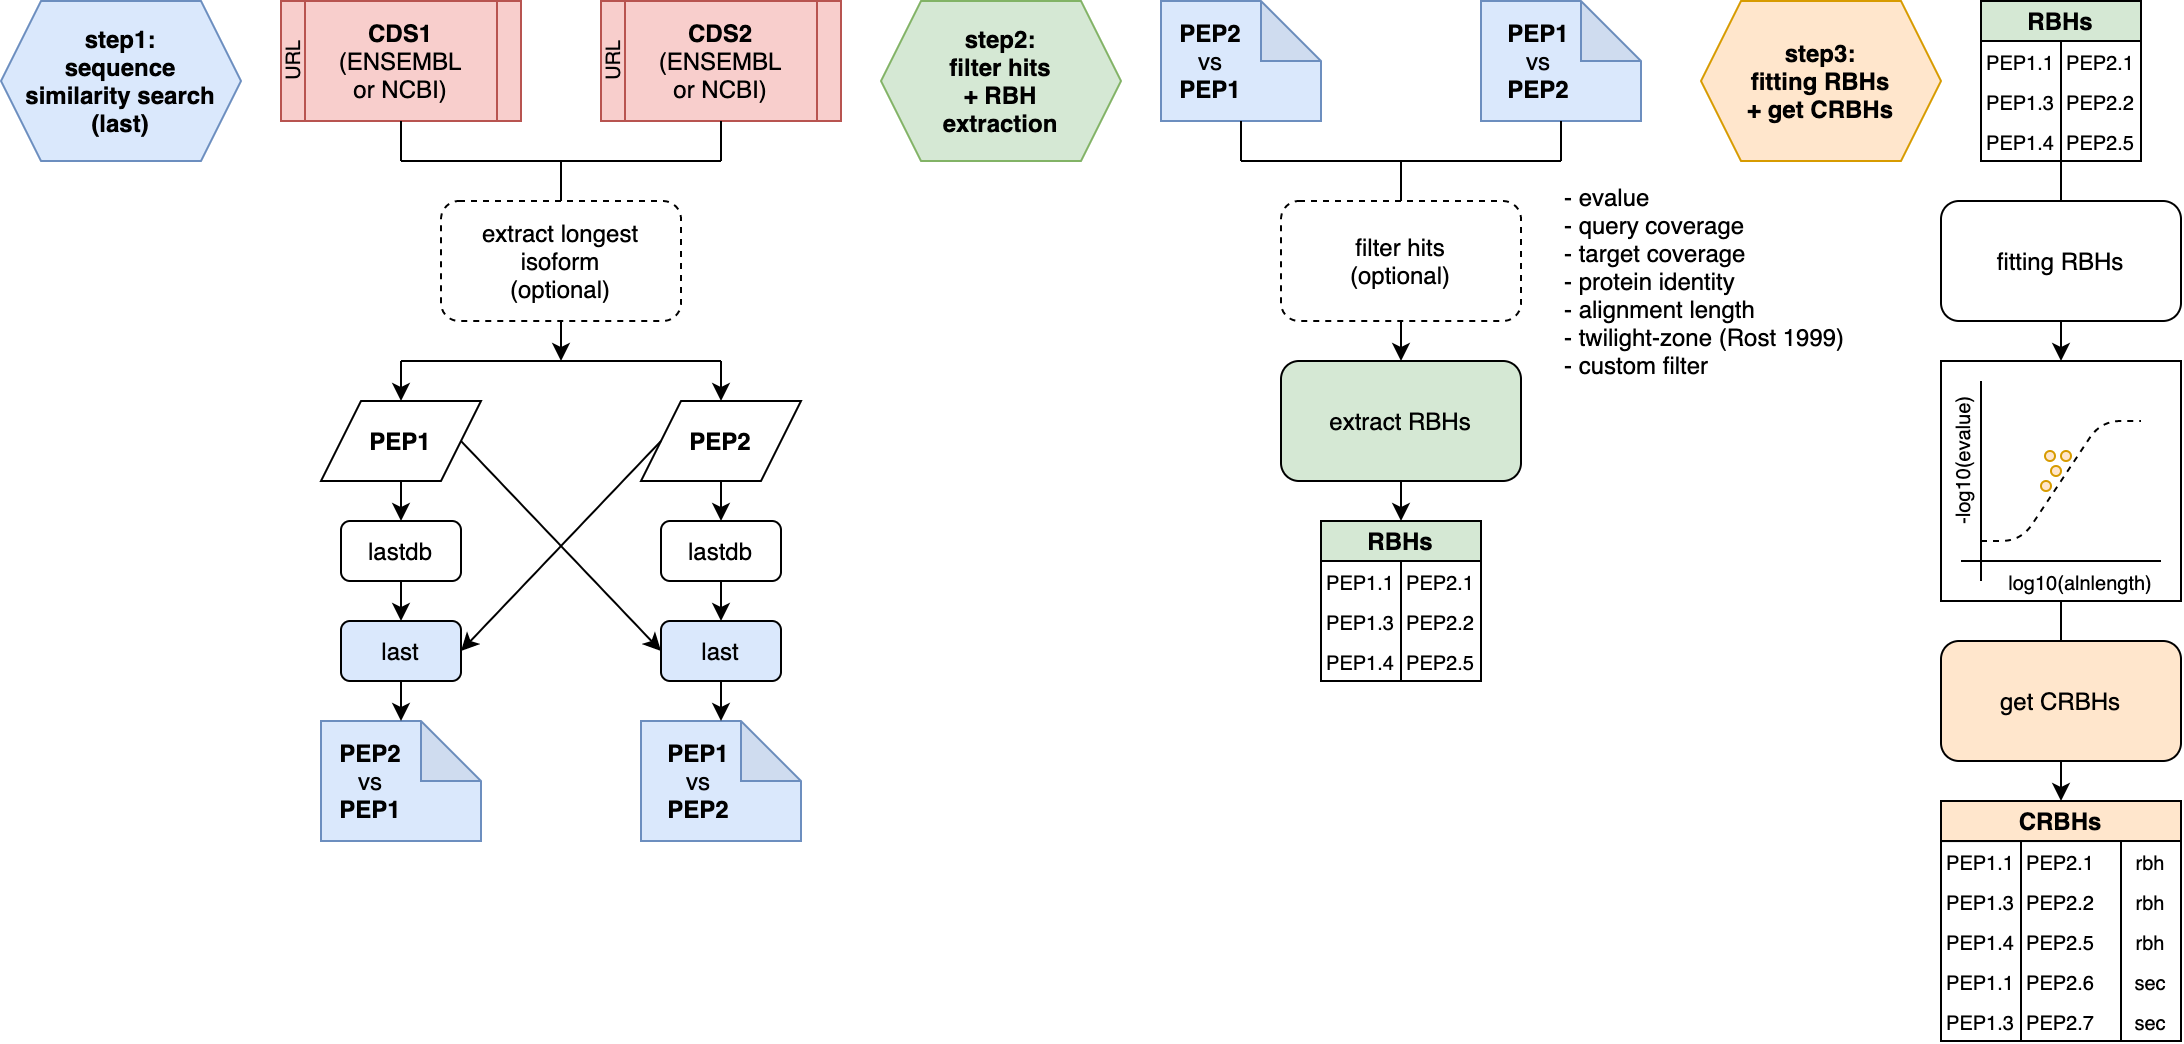 step1:
sequence
similarity search
(last)
URL
CDS1
(ENSEMBL
or NCBI)
URL
CDS2
(ENSEMBL
or NCBI)
extract longest
isoform
(optional)
PEP1
PEP2
lastdb
lastdb
last
last
PEP2
vs
PEP1
PEP1
vs
PEP2
step2:
filter hits
+ RBH
extraction
PEP2
vs
PEP1
PEP1
vs
PEP2
filter hits
(optional)
- evalue
- query coverage
- target coverage
- protein identity
- alignment length
- twilight-zone (Rost 1999)
- custom filter
extract RBHs
RBHs
PEP1.1 PEP2.1
PEP1.3 PEP2.2
PEP1.4 PEP2.5
step3:
fitting RBHs
+ get CRBHs
RBHs
PEP1.1 PEP2.1
PEP1.3 PEP2.2
PEP1.4 PEP2.5
fitting RBHs
-log10(evalue)
log10(alnlength)
get CRBHs
CRBHs
PEP1.1 PEP2.1 rbh
PEP1.3 PEP2.2 rbh
PEP1.4 PEP2.5 rbh
PEP1.1 PEP2.6 sec
PEP1.3 PEP2.7 sec